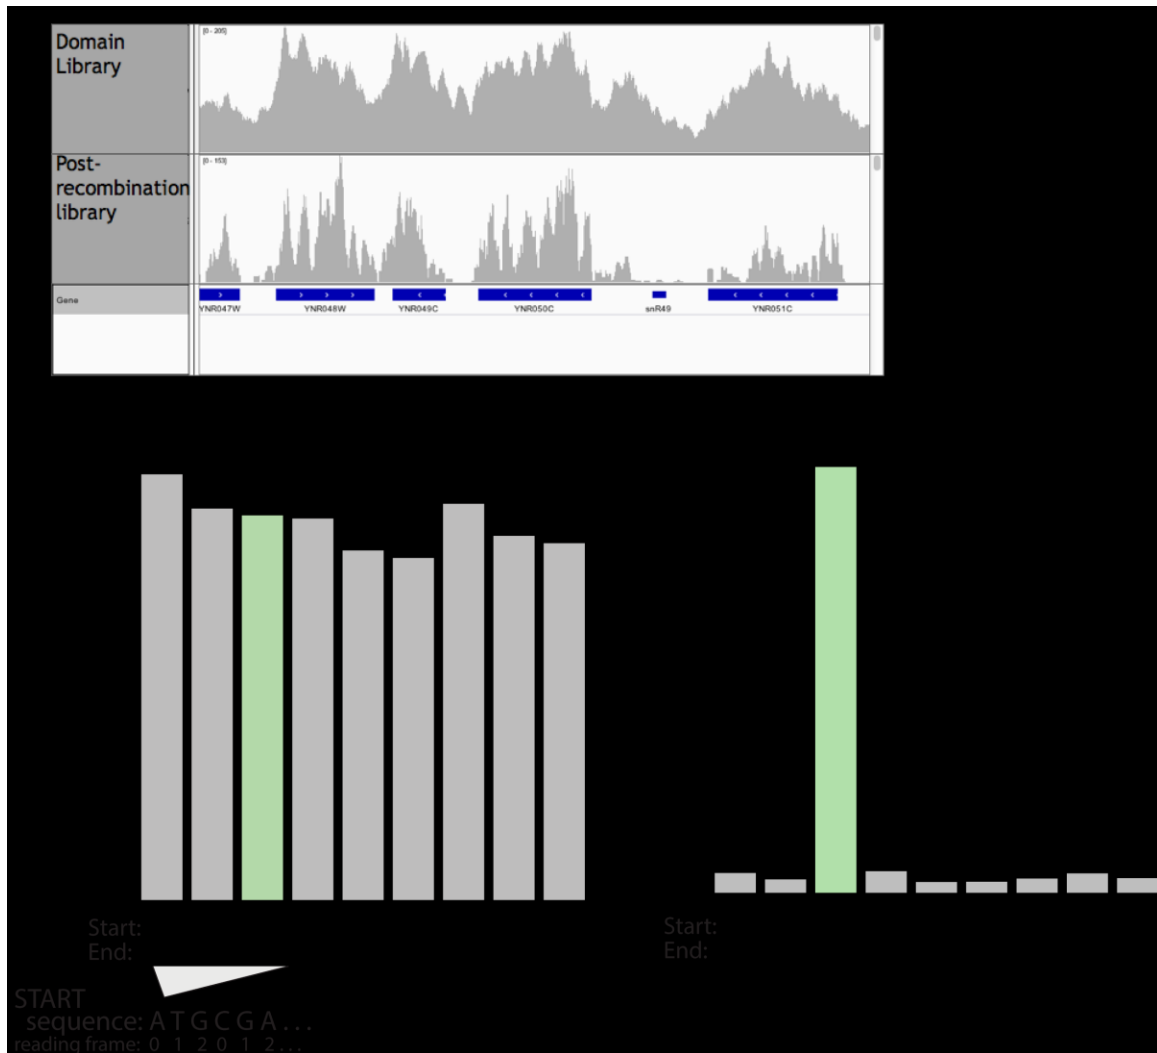 Domain
Library
[0 - 205]
Post-
recombination
library
[0 - 153]
Gene
YNR047W YNR048W YNR049C YNR050C snR49 YNR051C
Start:
End:
Start:
End:
START
sequence: A T G C G A . . .
reading frame: 0 1 2 0 1 2 . . .